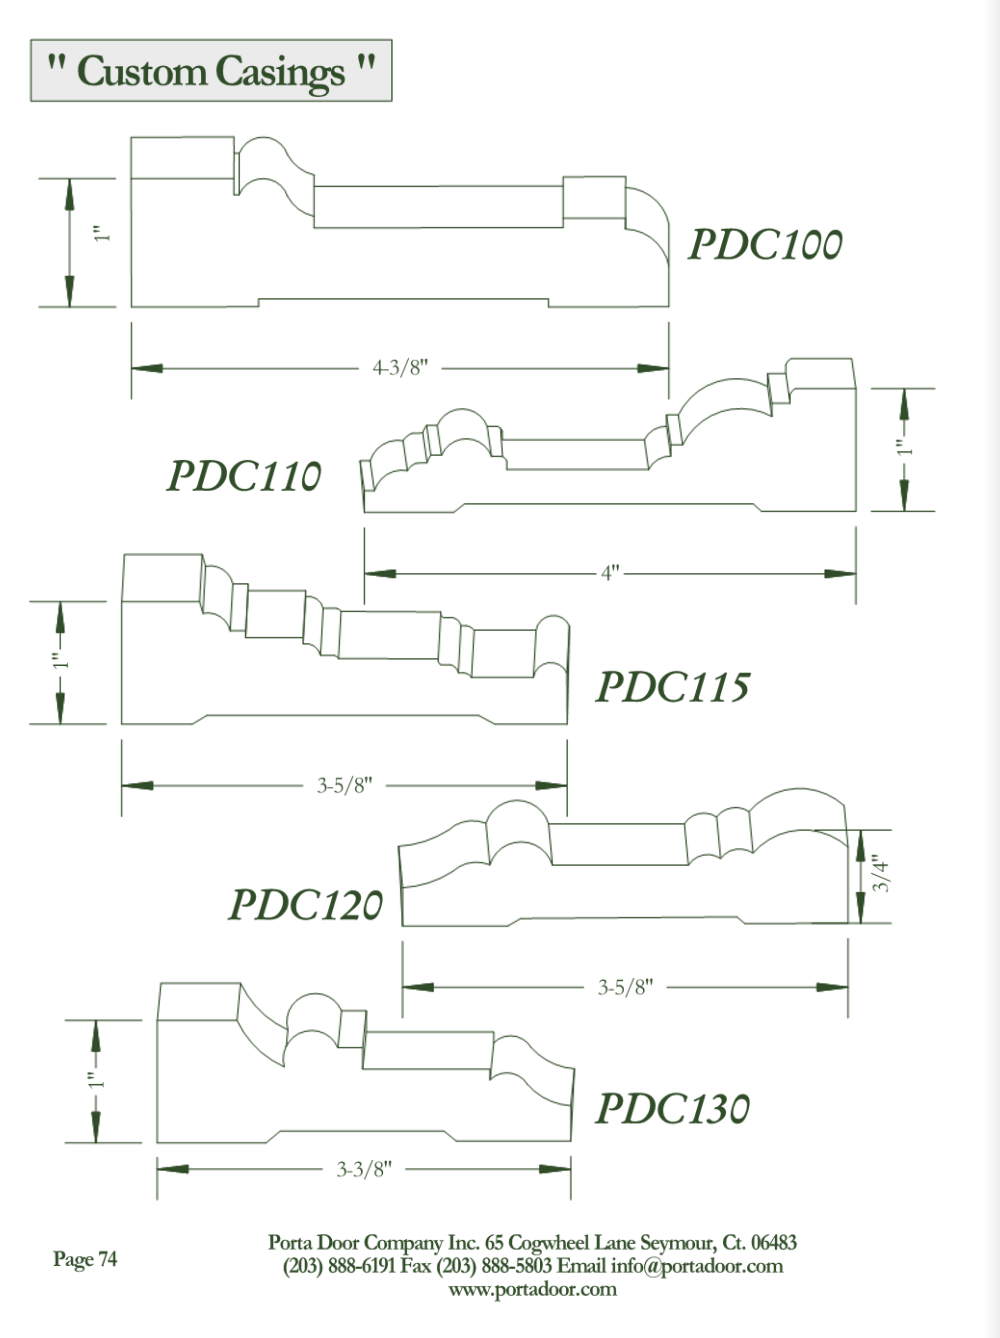 " Custom Casings "
1"
PDC100
4-3/8"
PDC110
1"
4"
1"
PDC115
3-5/8"
3/4"
PDC120
3-5/8"
1"
PDC130
3-3/8"
Page 74
Porta Door Company Inc. 65 Cogwheel Lane Seymour, Ct. 06483
(203) 888-6191 Fax (203) 888-5803 Email info@portadoor.com
www.portadoor.com